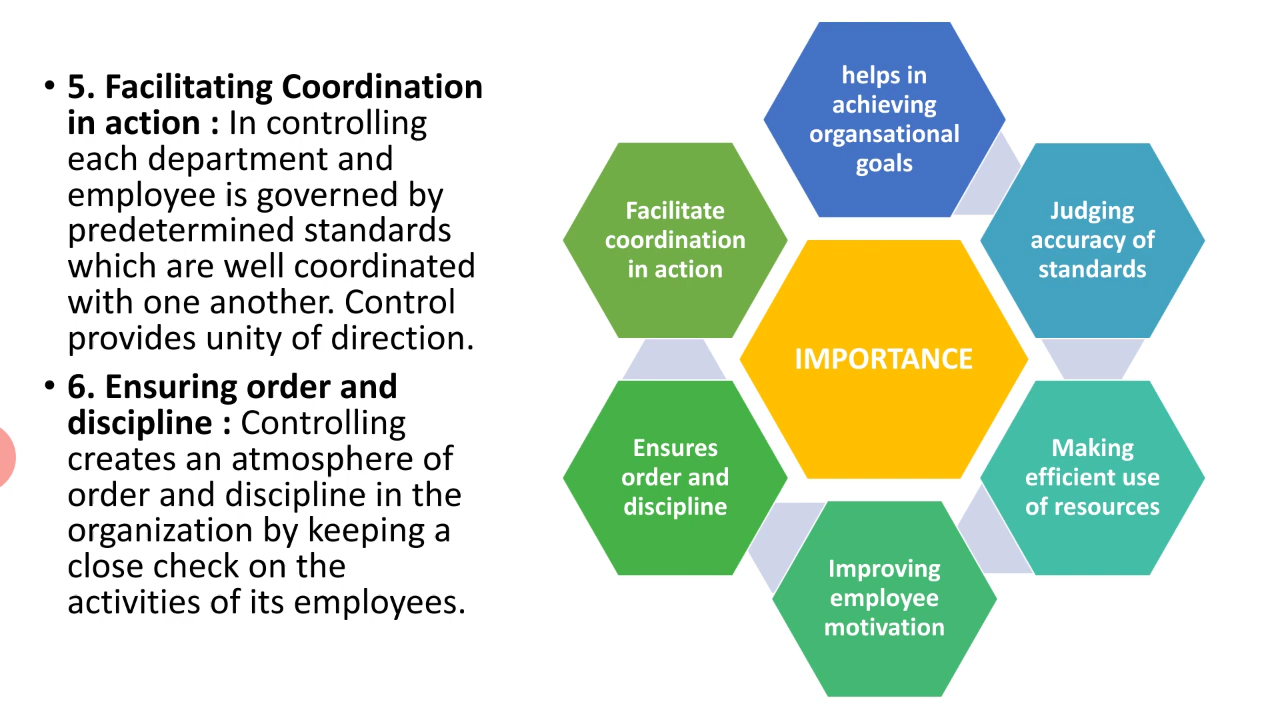 • 5. Facilitating Coordination
in action : In controlling
each department and
employee is governed by
predetermined standards
which are well coordinated
with one another. Control
provides unity of direction.
• 6. Ensuring order and
discipline : Controlling
creates an atmosphere of
order and discipline in the
organization by keeping a
close check on the
activities of its employees.
helps in
achieving
organsational
goals
Judging
accuracy of
standards
Making
efficient use
of resources
Improving
employee
motivation
Ensures
order and
discipline
Facilitate
coordination
in action
IMPORTANCE